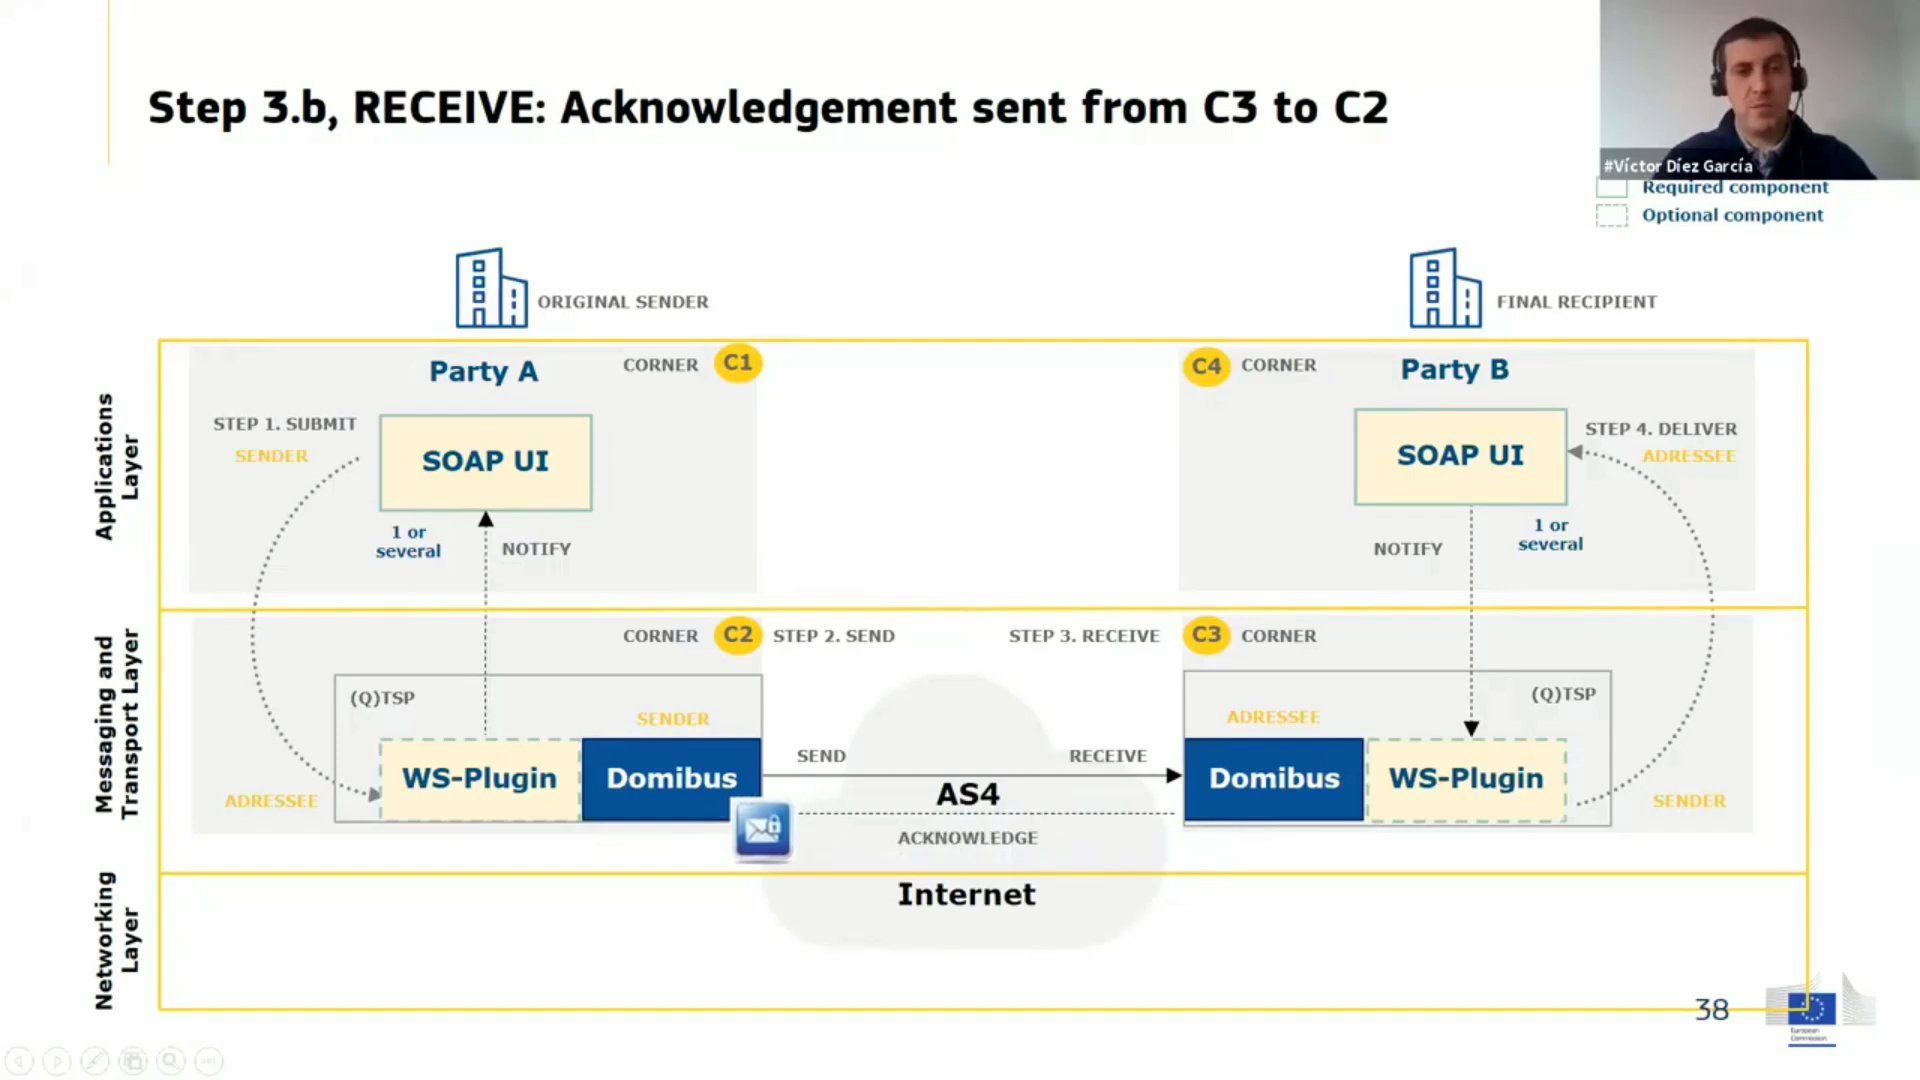 Step 3.b, RECEIVE: Acknowledgement sent from C3 to C2
#Víctor Díez García
Required component
Optional component
ORIGINAL SENDER
FINAL RECIPIENT
Applications
Layer
Party A
CORNER C1
STEP 1. SUBMIT
SENDER
SOAP UI
1 or
several
NOTIFY
C4 CORNER
Party B
SOAP UI
STEP 4. DELIVER
ADRESSEE
NOTIFY
1 or
several
Messaging and
Transport Layer
CORNER C2 STEP 2. SEND
STEP 3. RECEIVE C3 CORNER
(Q)TSP
SENDER
WS-Plugin
Domibus
ADRESSEE
SEND
RECEIVE
AS4
ACKNOWLEDGE
ADRESSEE
(Q)TSP
Domibus
WS-Plugin
SENDER
Networking
Layer
Internet
38
European
Commission